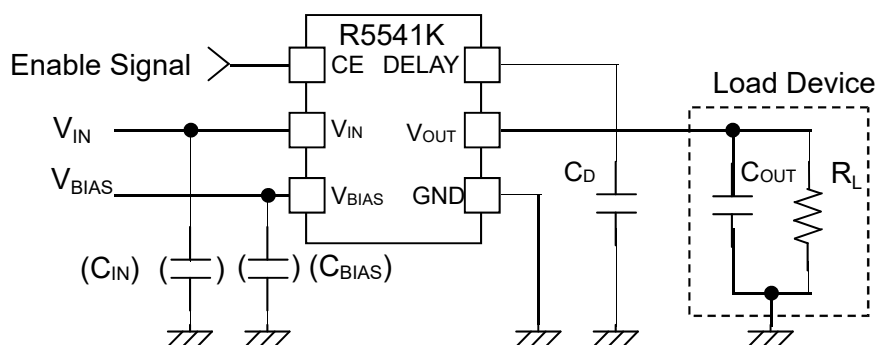 R5541K
Enable Signal
CE DELAY
Load Device
VIN
VIN
VOUT
CD
COUT
RL
VBIAS
VBIAS
GND
(CIN)
( )
( )
(CBIAS)